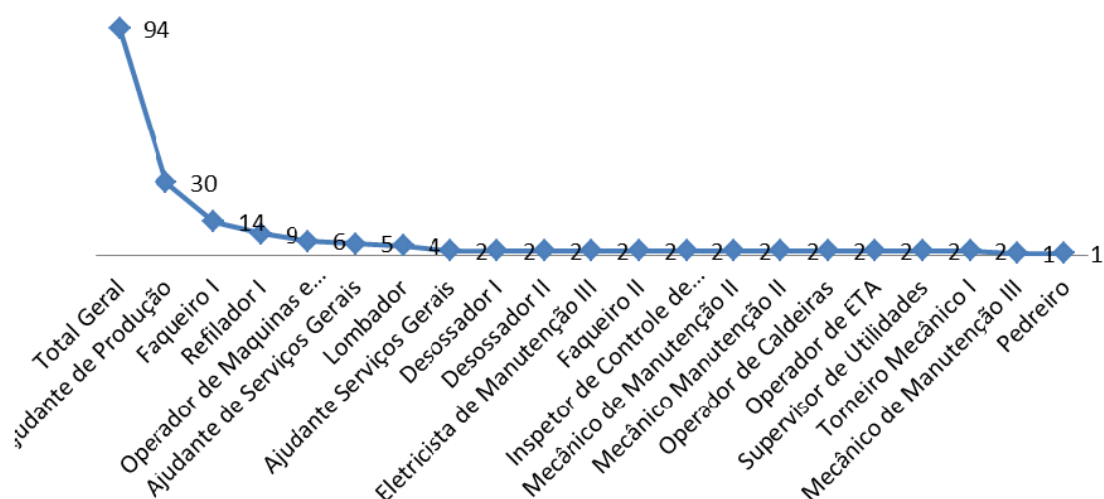 94
30
14
9
6
5
4
2
2
2
2
2
2
2
2
2
2
2
2
1
1
Total Geral
judante de Produção
Faqueiro I
Refilador I
Operador de Maquinas e...
Ajudante de Serviços Gerais
Lombador
Ajudante Serviços Gerais
Desossador I
Desossador II
Eletricista de Manutenção III
Faqueiro II
Inspetor de Controle de...
Mecânico de Manutenção II
Mecânico Manutenção II
Operador de Caldeiras
Operador de ETA
Supervisor de Utilidades
Torneiro Mecânico I
Mecânico de Manutenção III
Pedreiro